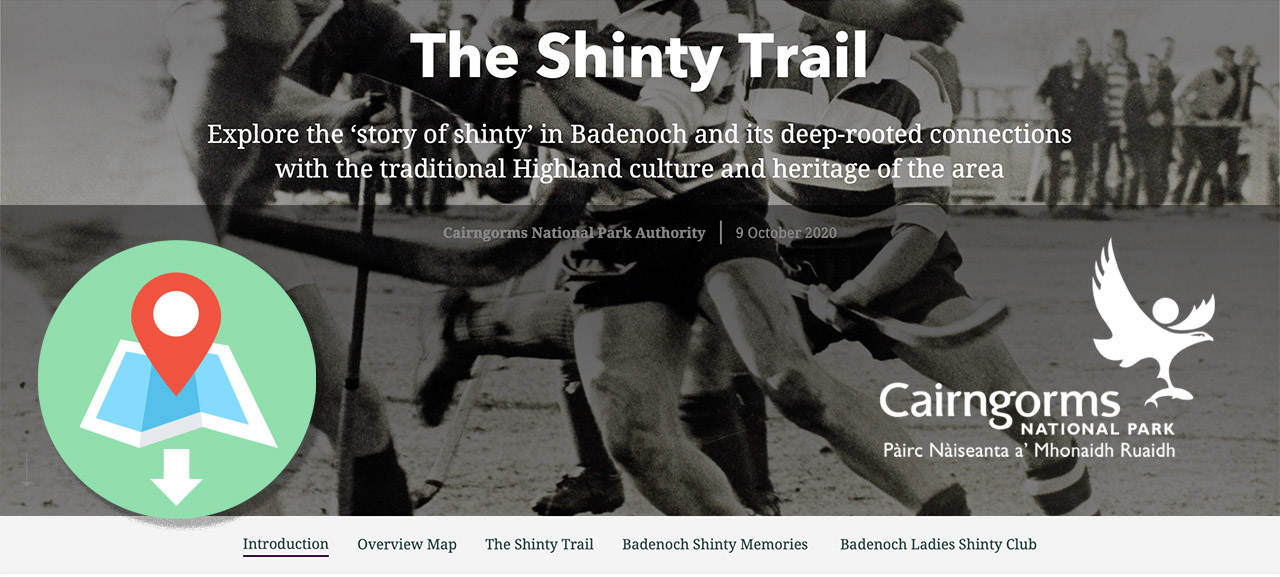 The Shinty Trail
Explore the ‘story of shinty’ in Badenoch and its deep-rooted connections
with the traditional Highland culture and heritage of the area
Cairngorms National Park Authority | 9 October 2020
Cairngorms
NATIONAL PARK
Pàirc Nàiseanta a’ Mhonaidh Ruaidh
Introduction Overview Map The Shinty Trail Badenoch Shinty Memories Badenoch Ladies Shinty Club